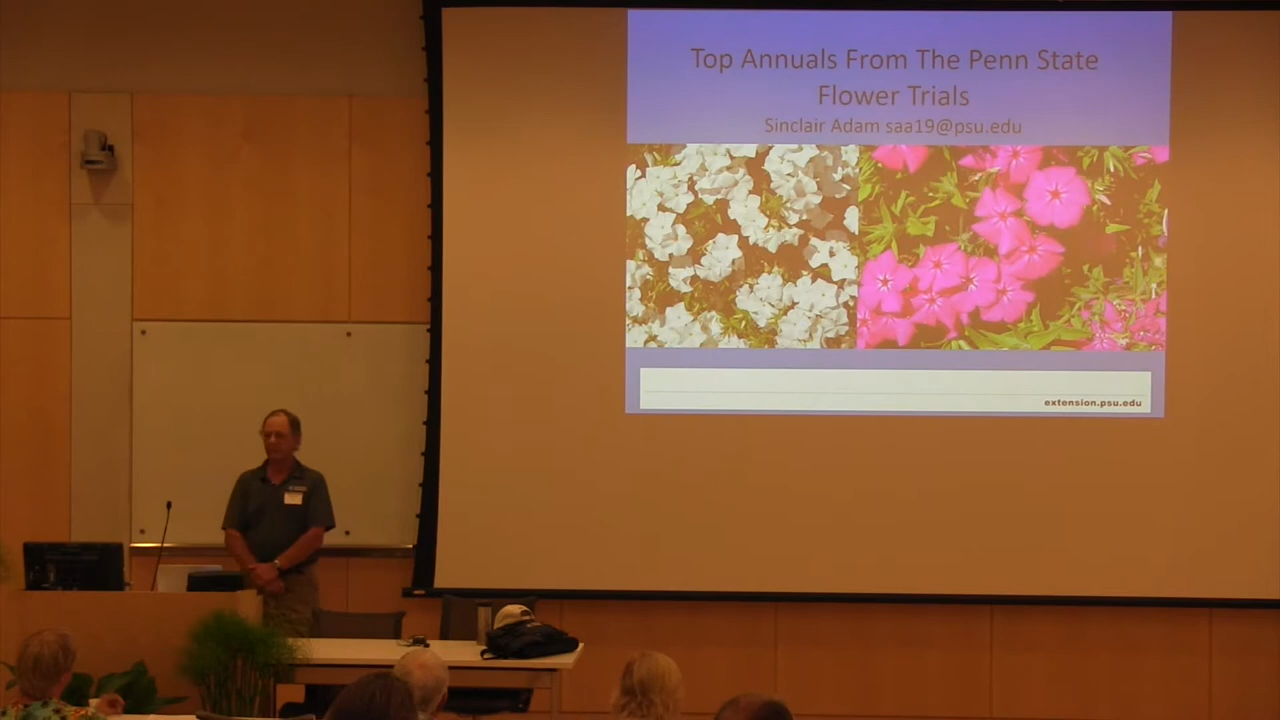 Top Annuals From The Penn State
Flower Trials
Sinclair Adam saa19@psu.edu
extension.psu.edu